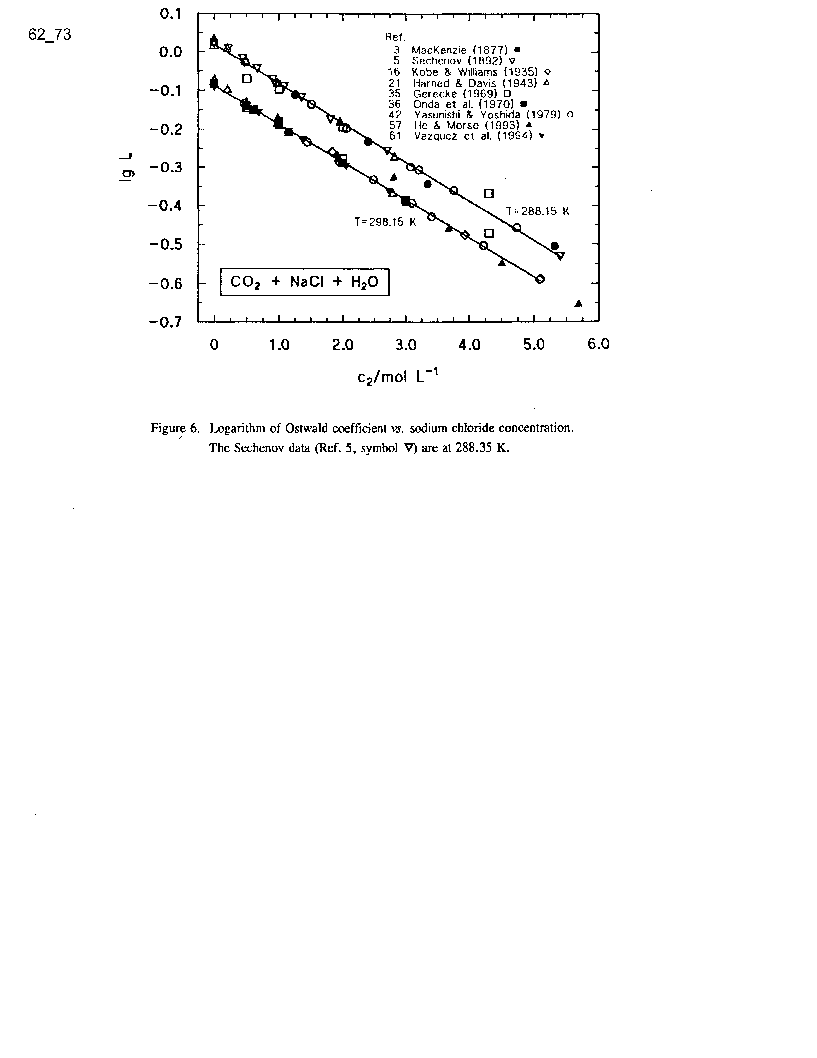 62_73
0.1
0.0
−0.1
−0.2
−0.3
−0.4
−0.5
−0.6
−0.7
lg L
Ref.
3 MacKenzie (1877) ●
5 Sechenov (1892) ▽
16 Kobe & Williams (1935) ◇
21 Harned & Davis (1943) △
35 Gerecke (1969) □
36 Onda et al. (1970) ■
42 Yasunishi & Yoshida (1979) ○
57 He & Morse (1993) ▲
61 Vazquez et al. (1994) ▼
T=288.15 K
T=298.15 K
CO₂ + NaCl + H₂O
0 1.0 2.0 3.0 4.0 5.0 6.0
c₂/mol L⁻¹
Figure 6. Logarithm of Ostwald coefficient vs. sodium chloride concentration.
The Sechenov data (Ref. 5, symbol ∇) are at 288.35 K.